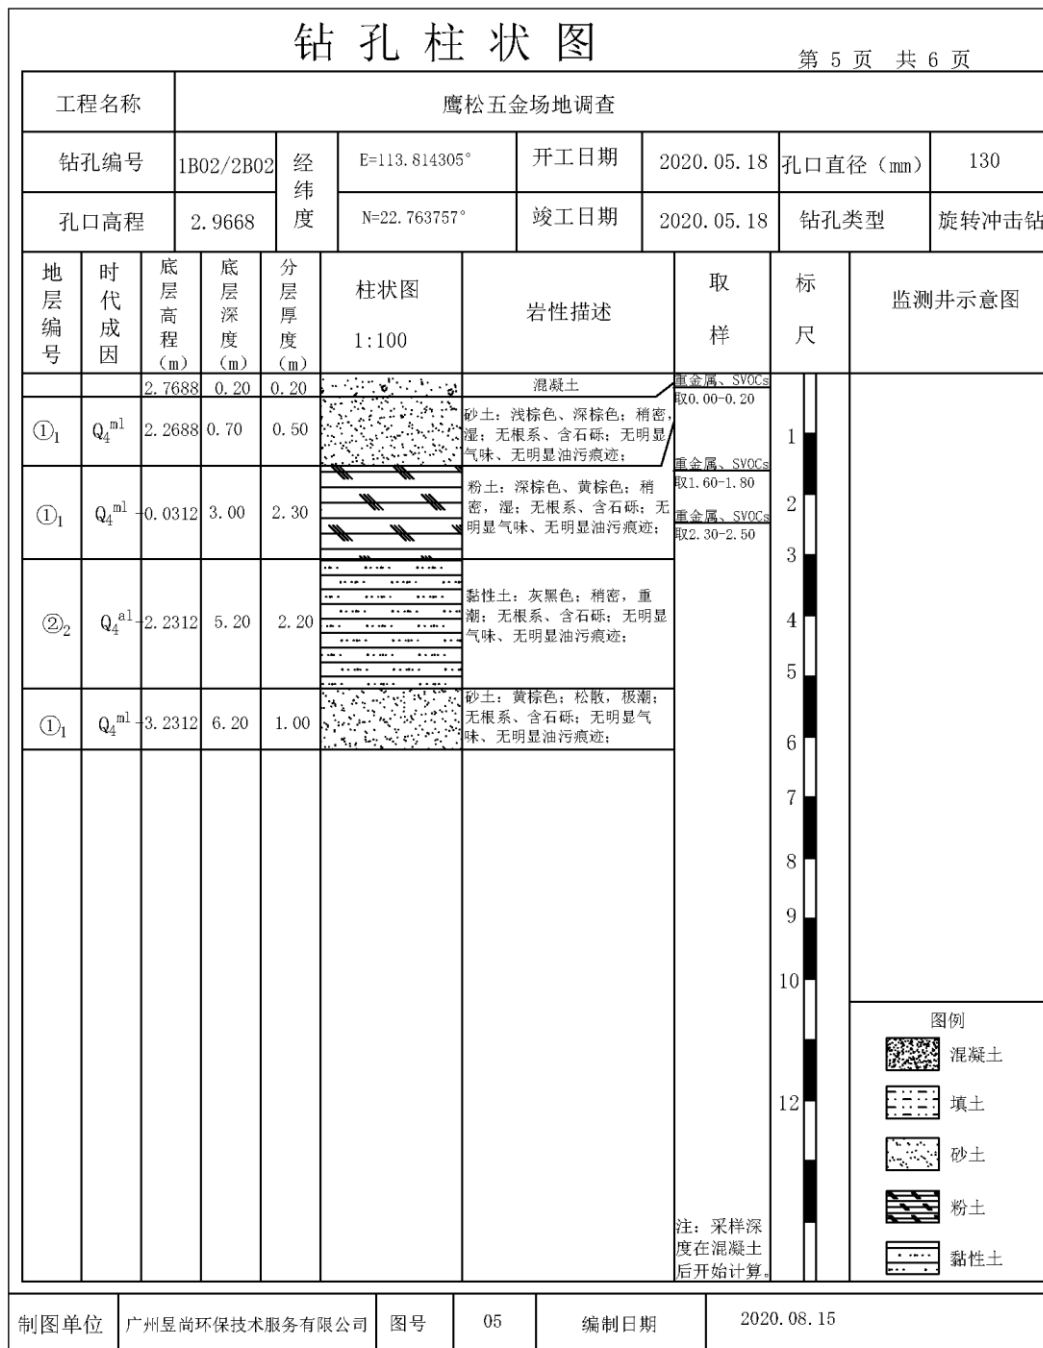 钻孔柱状图
第 5 页 共 6 页
工程名称 鹰松五金场地调查
钻孔编号 1B02/2B02 经纬度 E=113.814305° 开工日期 2020.05.18 孔口直径（mm） 130
孔口高程 2.9668 N=22.763757° 竣工日期 2020.05.18 钻孔类型 旋转冲击钻
地层编号 时代成因 底层高程（m） 底层深度（m） 分层厚度（m） 柱状图 1:100 岩性描述 取样 标尺 监测井示意图
2.7688 0.20 0.20 混凝土
重金属、SVOCs
取0.00-0.20
①1 Q4ml 2.2688 0.70 0.50
砂土：浅棕色、深棕色；稍密，
湿；无根系、含石砾；无明显
气味、无明显油污痕迹；
重金属、SVOCs
取1.60-1.80
①1 Q4ml -0.0312 3.00 2.30
粉土：深棕色、黄棕色；稍
密，湿；无根系、含石砾；无
明显气味、无明显油污痕迹；
重金属、SVOCs
取2.30-2.50
②2 Q4al -2.2312 5.20 2.20
黏性土：灰黑色；稍密，重
潮；无根系、含石砾；无明显
气味、无明显油污痕迹；
①1 Q4ml -3.2312 6.20 1.00
砂土：黄棕色；松散，极潮；
无根系、含石砾；无明显气
味、无明显油污痕迹；
1
2
3
4
5
6
7
8
9
10
12
图例
混凝土
填土
砂土
粉土
黏性土
注：采样深
度在混凝土
后开始计算。
制图单位 广州昱尚环保技术服务有限公司 图号 05 编制日期 2020.08.15